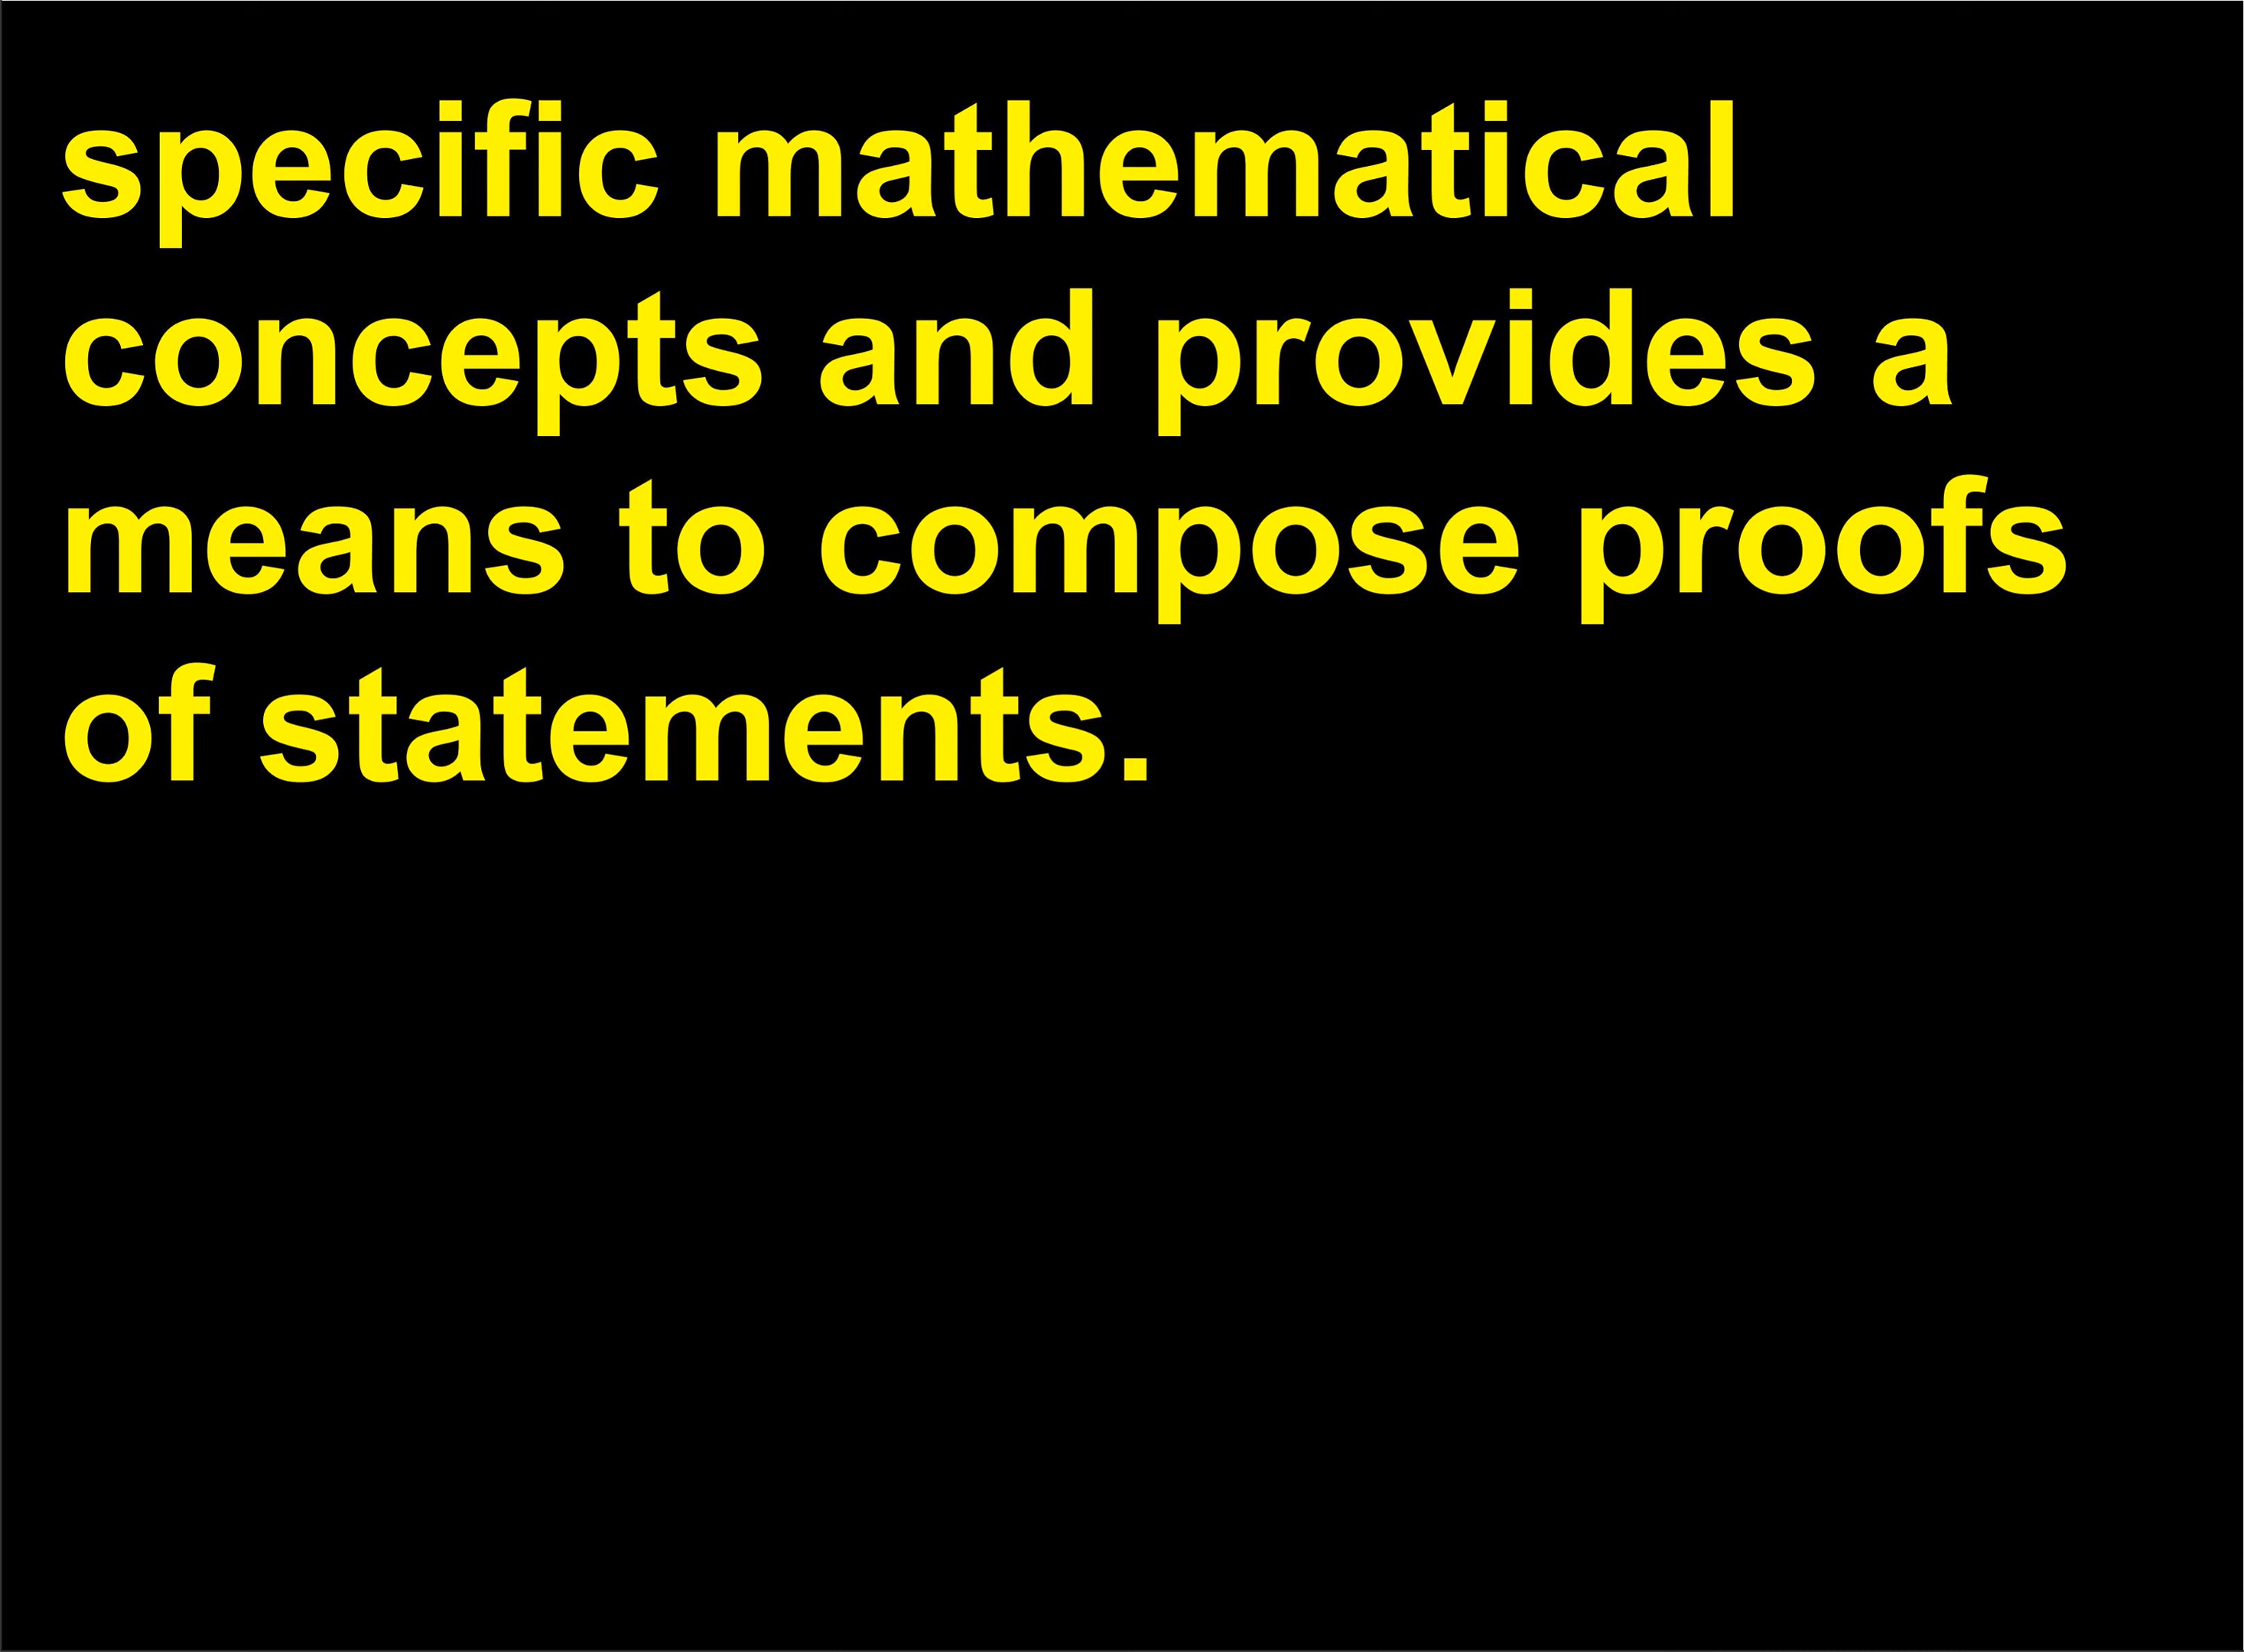 specific mathematical
concepts and provides a
means to compose proofs
of statements.